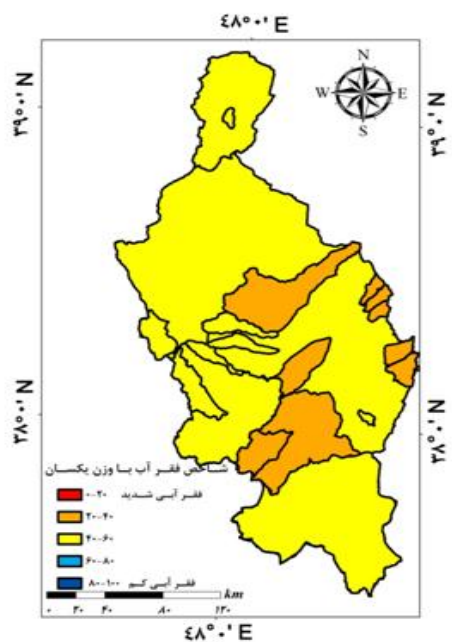 ۴۸°۰' E
N
W E
S
۳۹°۰' N
۳۹°۰' N
۳۸°۰' N
۳۸°۰' N
شاخص فقر آب با وزن یکسان
۰-۲۰ فقر آبی شدید
۲۰-۴۰
۴۰-۶۰
۶۰-۸۰
۸۰-۱۰۰ فقر آبی کم
km
۰ ۲۰ ۴۰ ۸۰ ۱۲۰
۴۸°۰' E